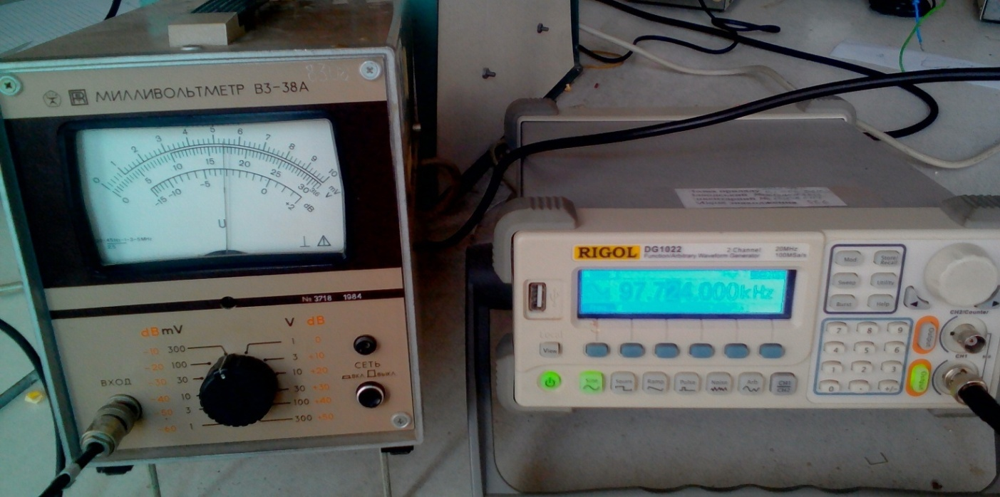 МИЛЛИВОЛЬТМЕТР В3-38А
0 1 2 3 4 5 6 7 8 9 10
mV
V
0 5 10 15 20 25 30
-15 -10 -5 0 +2 dB
U
№ 3718 1984
dB mV
V dB
-10 300
1 0
-20 100
3 +10
-30 30
10 +20
-40 10
30 +30
-50 3
100 +40
-60 1
300 +50
ВХОД
СЕТЬ
ВКЛ ВЫКЛ
RIGOL DG1022
2 Channel
20MHz
Function/Arbitrary Waveform Generator
100MSa/s
kHz
Local
View
Sine
Square
Ramp
Pulse
Noise
Arb
CH1
CH2
Mod
Store/
Recall
Sweep
Utility
Burst
Help
7 8 9
4 5 6
1 2 3
0 . +/-
Output
Output
CH2/Counter
CH1